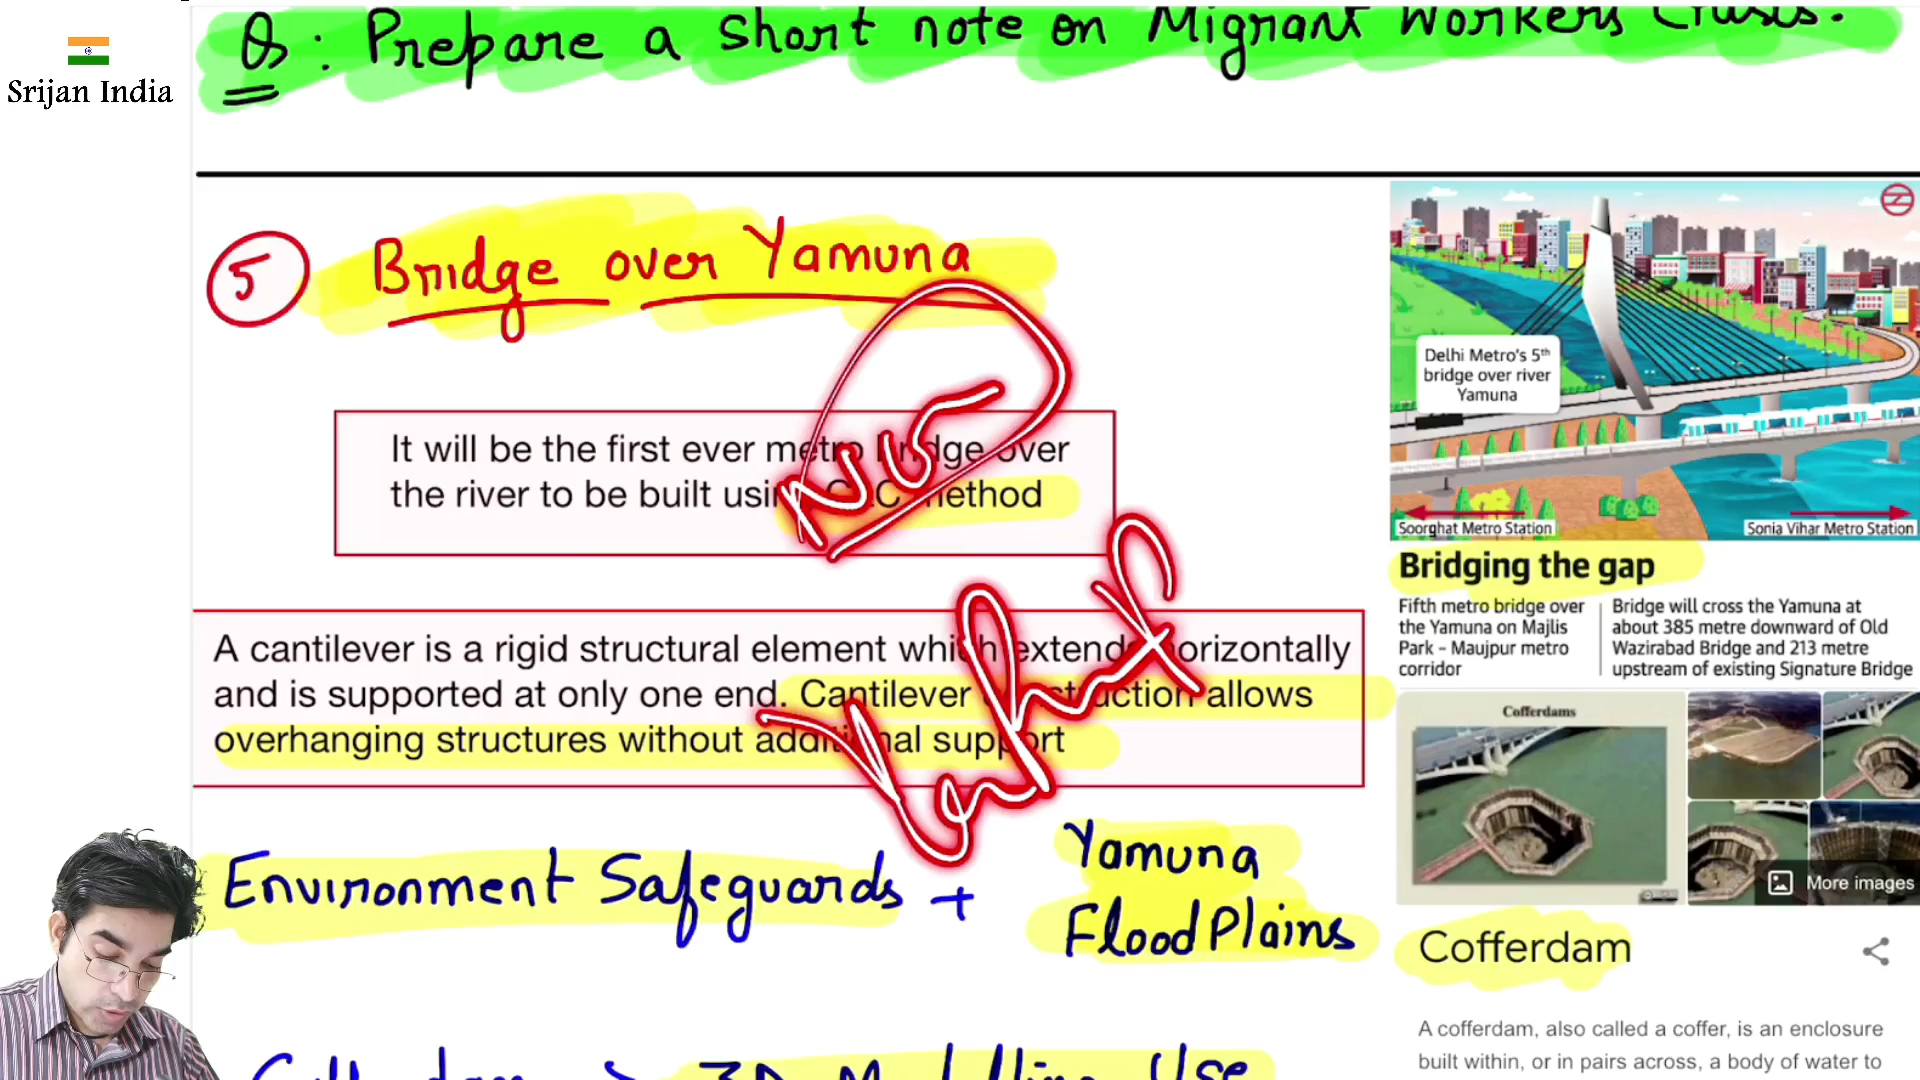 Q: Prepare a short note on Migrant Workers Crisis.
Srijan India
5 Bridge over Yamuna
It will be the first ever metro bridge over
the river to be built using CLC method
A cantilever is a rigid structural element which extends horizontally
and is supported at only one end. Cantilever construction allows
overhanging structures without additional support
Environment Safeguards + Yamuna
Flood Plains
Delhi Metro's 5th
bridge over river
Yamuna
Soorghat Metro Station
Sonia Vihar Metro Station
Bridging the gap
Fifth metro bridge over
the Yamuna on Majlis
Park - Maujpur metro
corridor
Bridge will cross the Yamuna at
about 385 metre downward of Old
Wazirabad Bridge and 213 metre
upstream of existing Signature Bridge
Cofferdams
More images
Cofferdam
A cofferdam, also called a coffer, is an enclosure
built within, or in pairs across, a body of water to